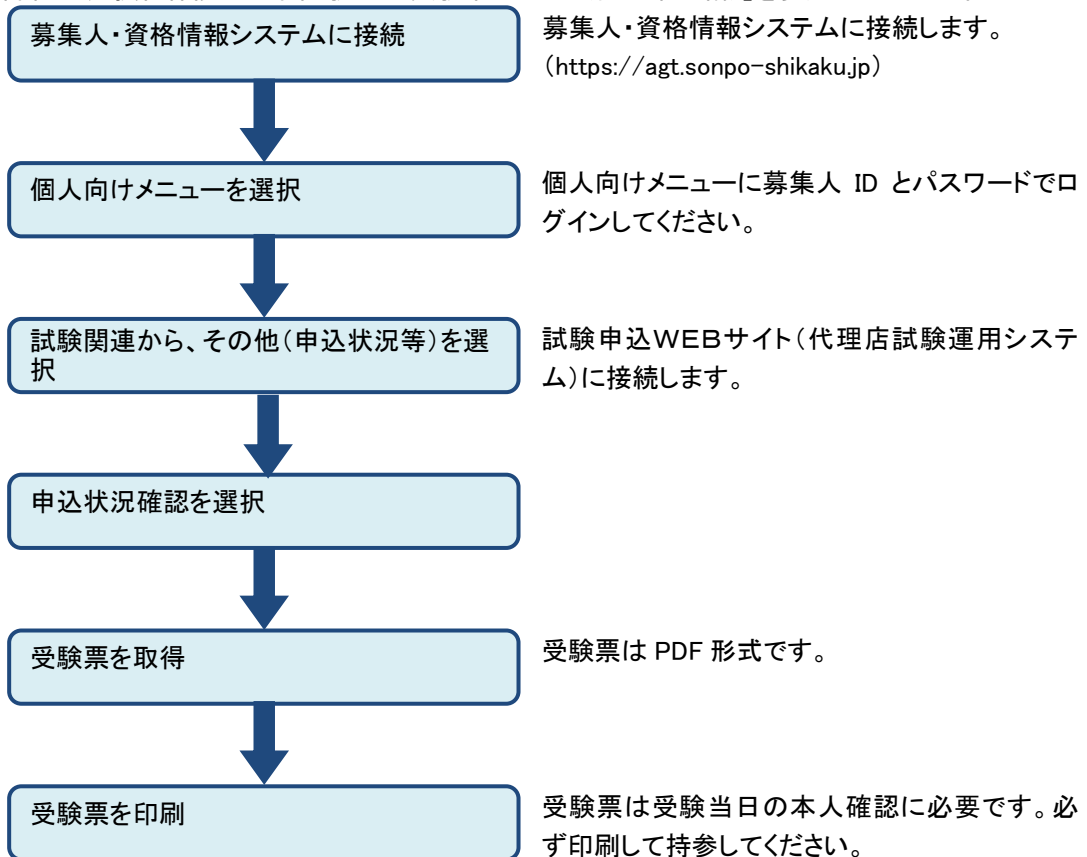 募集人・資格情報システムに接続
募集人・資格情報システムに接続します。
（https://agt.sonpo-shikaku.jp）
個人向けメニューを選択
個人向けメニューに募集人 ID とパスワードでロ
グインしてください。
試験関連から、その他（申込状況等）を選
択
試験申込ＷＥＢサイト（代理店試験運用システ
ム）に接続します。
申込状況確認を選択
受験票を取得
受験票は PDF 形式です。
受験票を印刷
受験票は受験当日の本人確認に必要です。必
ず印刷して持参してください。